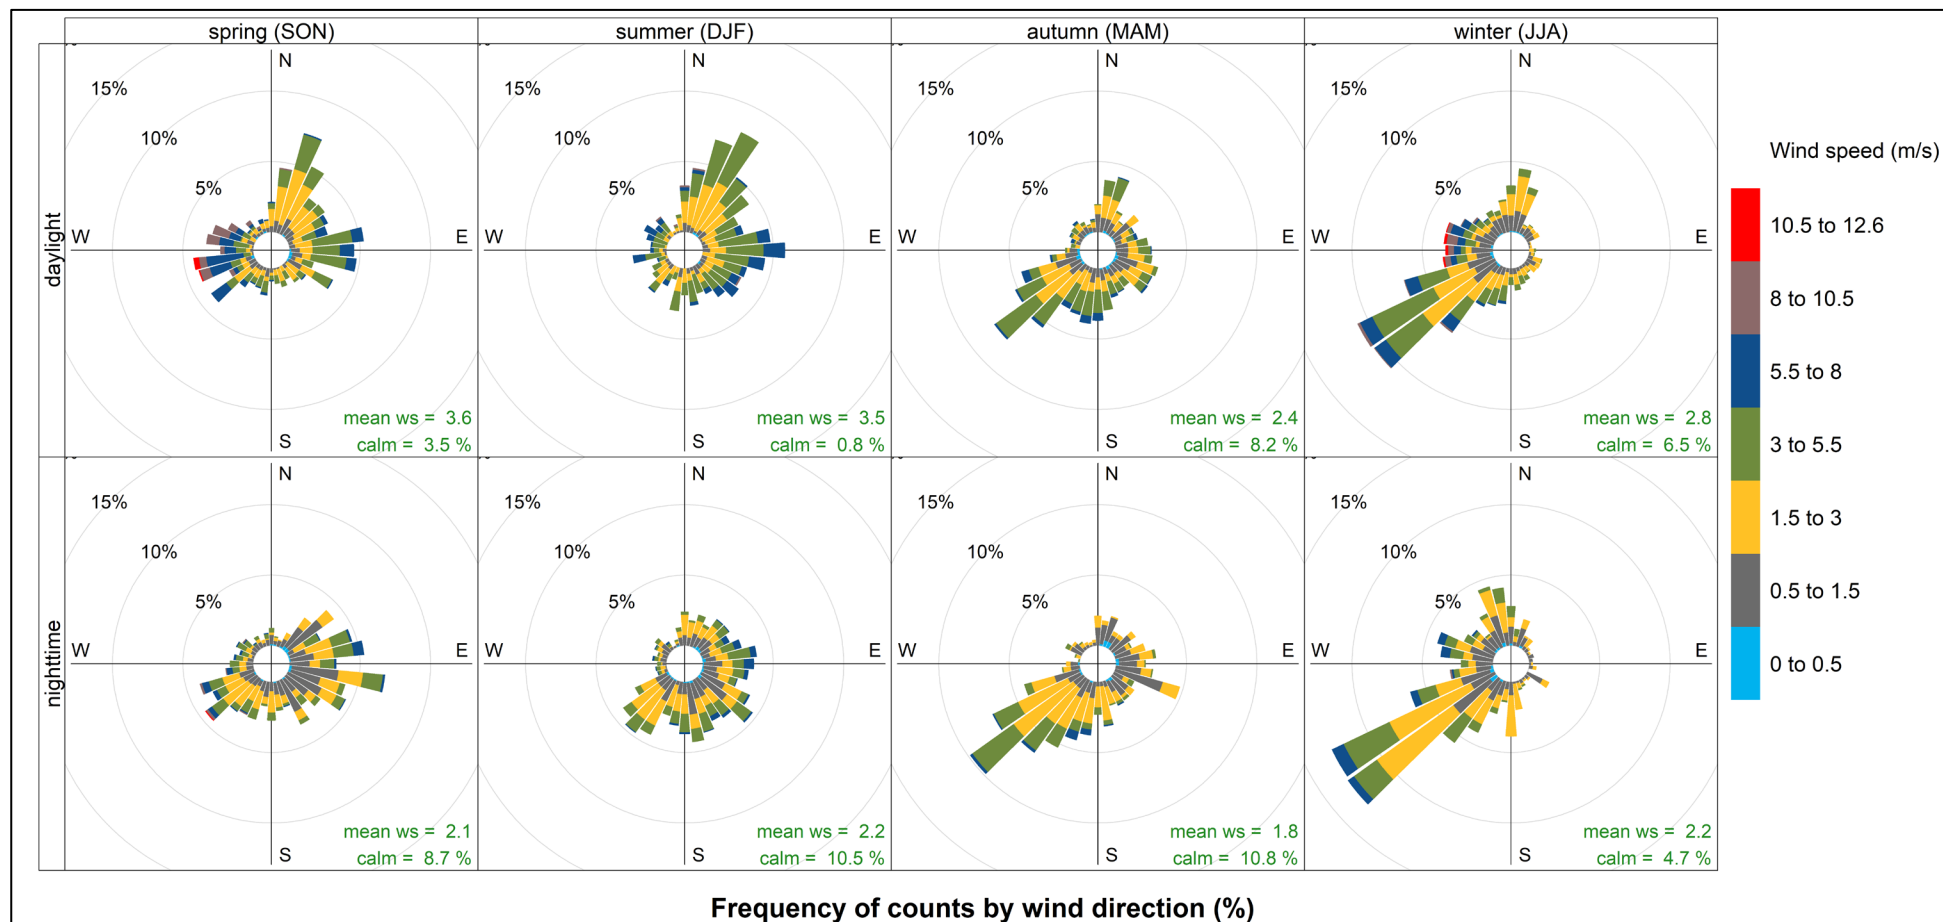 spring (SON)
summer (DJF)
autumn (MAM)
winter (JJA)
daylight
N
15%
10%
5%
W
E
S
mean ws = 3.6
calm = 3.5 %
N
15%
10%
5%
W
E
S
mean ws = 3.5
calm = 0.8 %
N
15%
10%
5%
W
E
S
mean ws = 2.4
calm = 8.2 %
N
15%
10%
5%
W
E
S
mean ws = 2.8
calm = 6.5 %
nighttime
N
15%
10%
5%
W
E
S
mean ws = 2.1
calm = 8.7 %
N
15%
10%
5%
W
E
S
mean ws = 2.2
calm = 10.5 %
N
15%
10%
5%
W
E
S
mean ws = 1.8
calm = 10.8 %
N
15%
10%
5%
W
E
S
mean ws = 2.2
calm = 4.7 %
Wind speed (m/s)
10.5 to 12.6
8 to 10.5
5.5 to 8
3 to 5.5
1.5 to 3
0.5 to 1.5
0 to 0.5
Frequency of counts by wind direction (%)